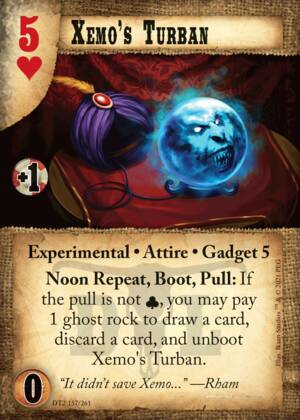 5
Xemo's Turban
+1
Experimental • Attire • Gadget 5
Noon Repeat, Boot, Pull: If
the pull is not ♣, you may pay
1 ghost rock to draw a card,
discard a card, and unboot
Xemo's Turban.
0
"It didn't save Xemo..." —Rham
DT2 157/261